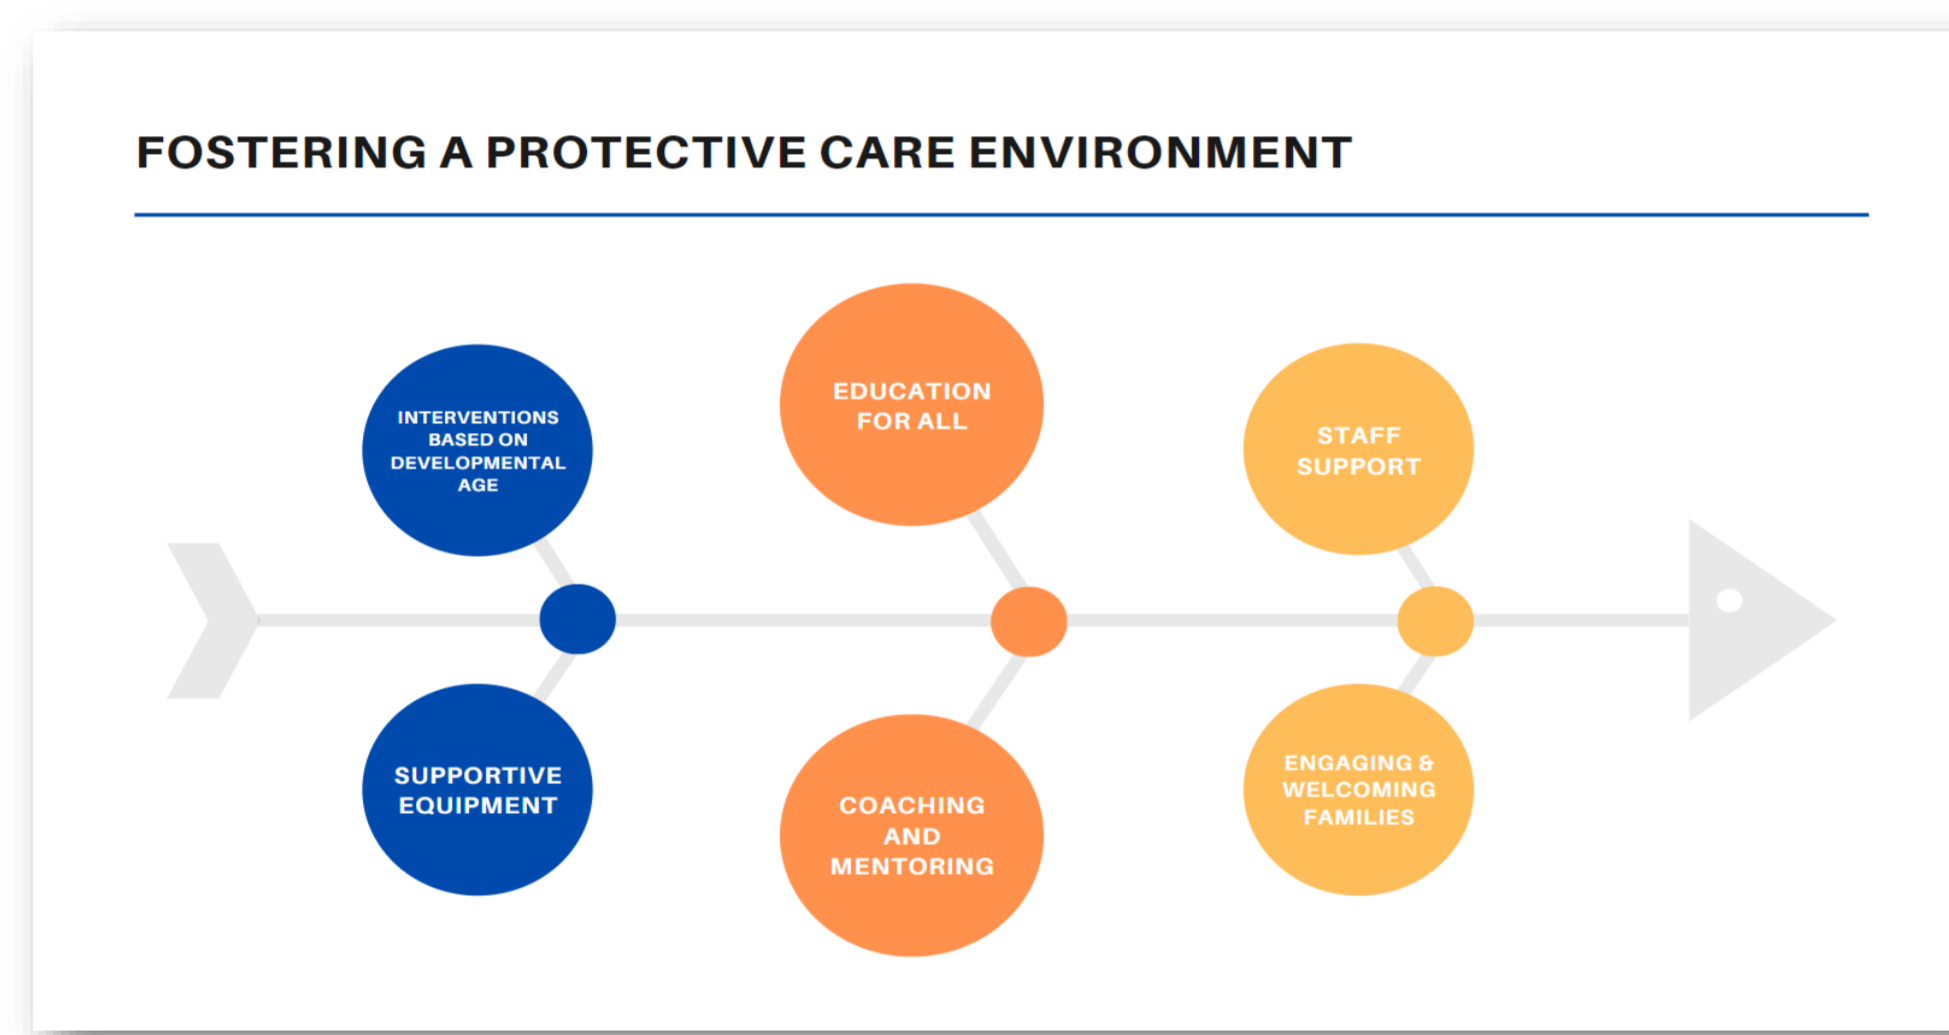 FOSTERING A PROTECTIVE CARE ENVIRONMENT
INTERVENTIONS
BASED ON
DEVELOPMENTAL
AGE
EDUCATION
FOR ALL
STAFF
SUPPORT
SUPPORTIVE
EQUIPMENT
COACHING
AND
MENTORING
ENGAGING &
WELCOMING
FAMILIES